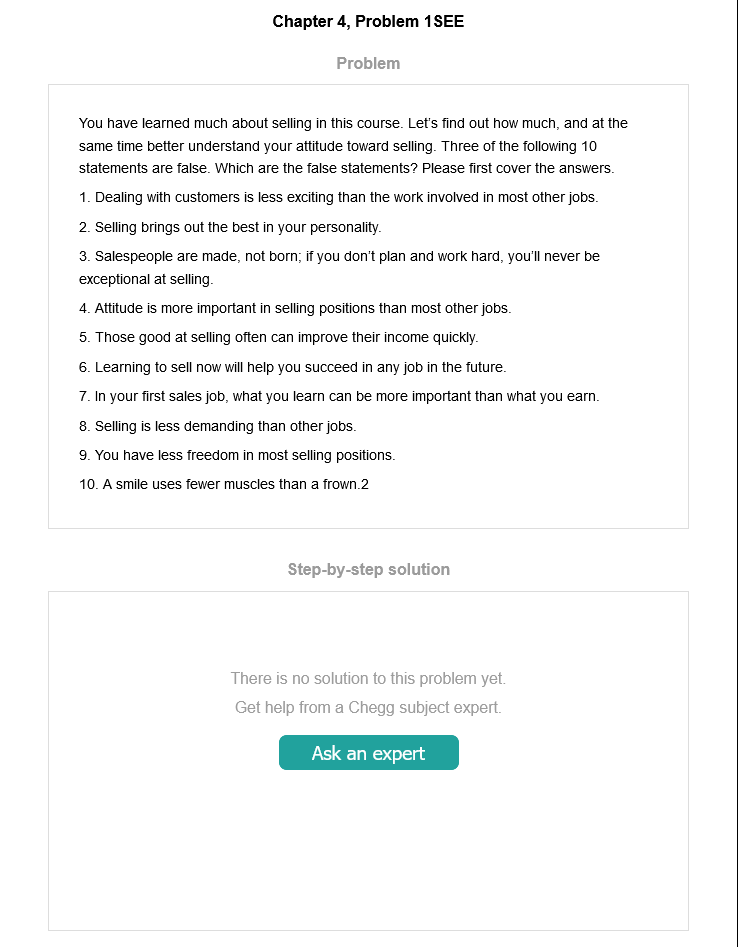 Chapter 4, Problem 1SEE
Problem
You have learned much about selling in this course. Let’s find out how much, and at the
same time better understand your attitude toward selling. Three of the following 10
statements are false. Which are the false statements? Please first cover the answers.
1. Dealing with customers is less exciting than the work involved in most other jobs.
2. Selling brings out the best in your personality.
3. Salespeople are made, not born; if you don’t plan and work hard, you’ll never be
exceptional at selling.
4. Attitude is more important in selling positions than most other jobs.
5. Those good at selling often can improve their income quickly.
6. Learning to sell now will help you succeed in any job in the future.
7. In your first sales job, what you learn can be more important than what you earn.
8. Selling is less demanding than other jobs.
9. You have less freedom in most selling positions.
10. A smile uses fewer muscles than a frown.2
Step-by-step solution
There is no solution to this problem yet.
Get help from a Chegg subject expert.
Ask an expert